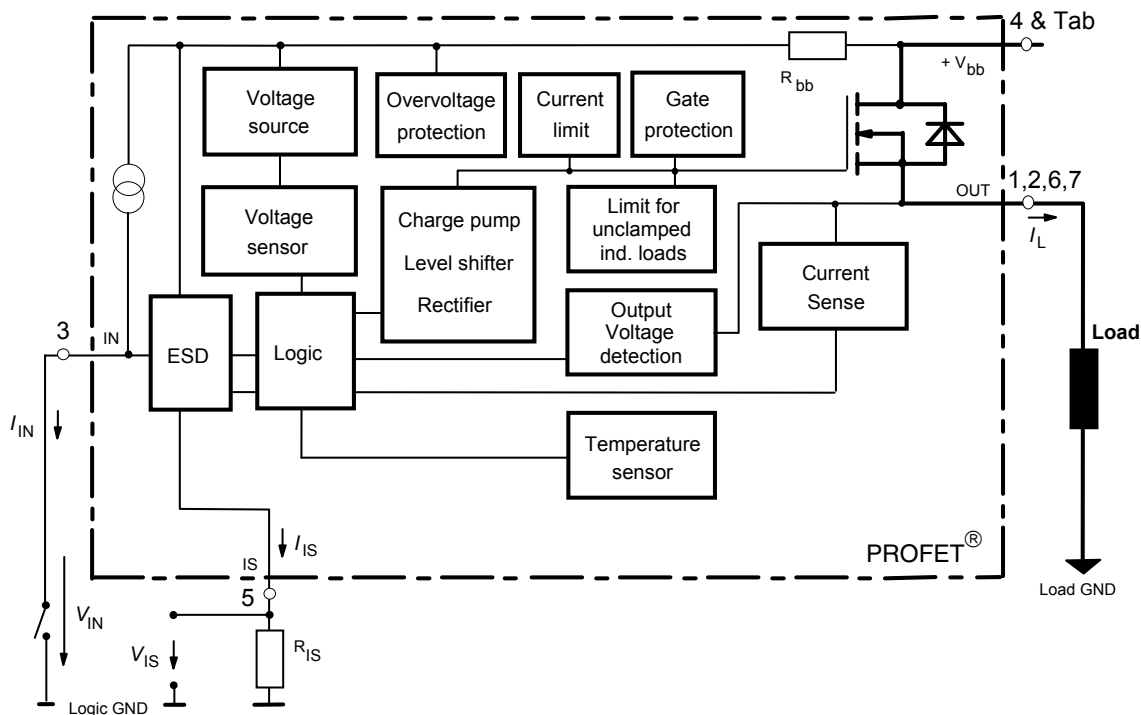 4 & Tab
R bb
+ V bb
Voltage
source
Overvoltage
protection
Current
limit
Gate
protection
Voltage
sensor
Charge pump
Level shifter
Rectifier
Limit for
unclamped
ind. loads
OUT
1,2,6,7
I L
Current
Sense
Output
Voltage
detection
3
IN
ESD
Logic
Load
I IN
Temperature
sensor
I IS
IS
PROFET®
Load GND
5
V IN
V IS
R IS
Logic GND